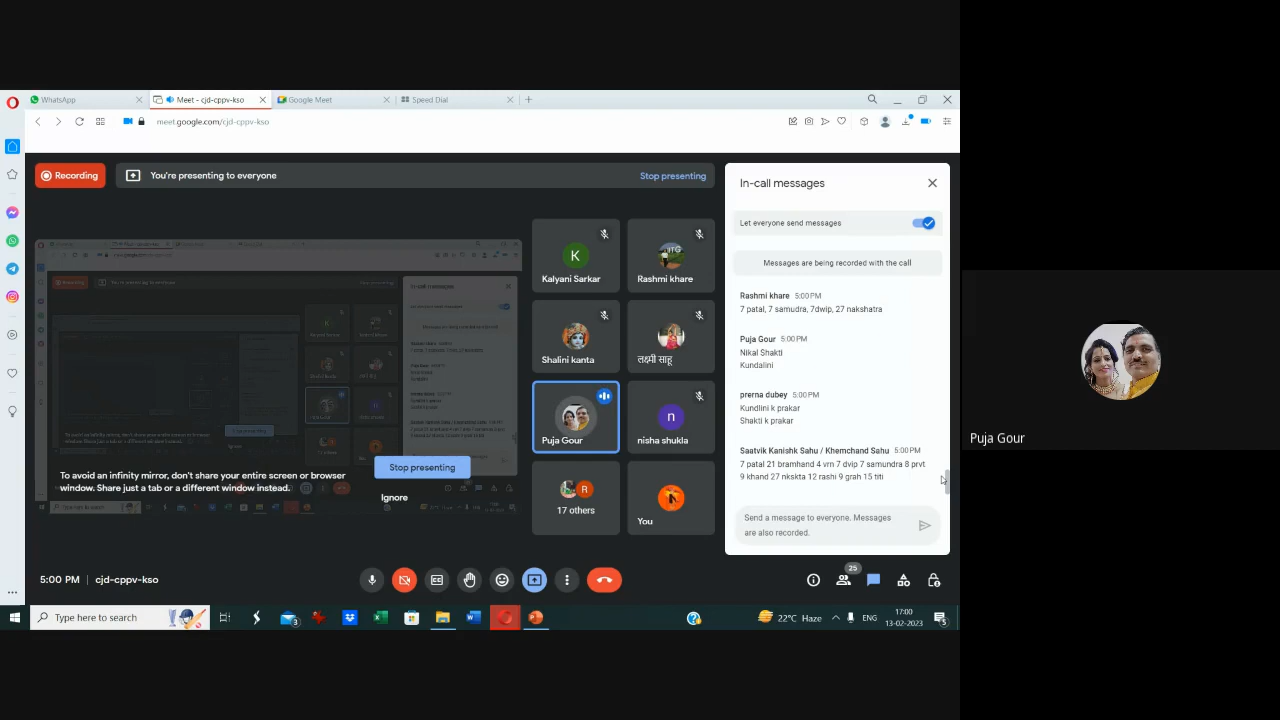 WhatsApp
Meet - cjd-cppv-kso
Google Meet
Speed Dial
meet.google.com/cjd-cppv-kso
Recording
You're presenting to everyone
Stop presenting
In-call messages
Let everyone send messages
Messages are being recorded with the call
Rashmi khare 5:00 PM
7 patal, 7 samudra, 7dwip, 27 nakshatra
Puja Gour 5:00 PM
Nikal Shakti
Kundalini
prerna dubey 5:00 PM
Kundlini k prakar
Shakti k prakar
Saatvik Kanishk Sahu / Khemchand Sahu 5:00 PM
7 patal 21 bramhand 4 vrn 7 dvip 7 samundra 8 prvt
9 khand 27 nkskta 12 rashi 9 grah 15 titi
Send a message to everyone. Messages
are also recorded.
K
Kalyani Sarkar
Rashmi khare
Shalini kanta
लक्ष्मी साहू
Puja Gour
n
nisha shukla
R
17 others
You
To avoid an infinity mirror, don't share your entire screen or browser
window. Share just a tab or a different window instead.
Stop presenting
Ignore
5:00 PM | cjd-cppv-kso
25
Type here to search
3
22°C Haze
ENG
17:00
13-02-2023
5
Puja Gour